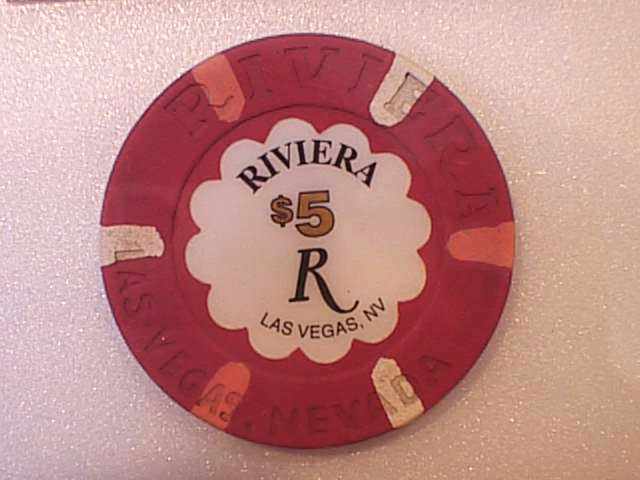 RIVIERA
RIVIERA
$5
R
LAS VEGAS, NV
LAS VEGAS, NEVADA